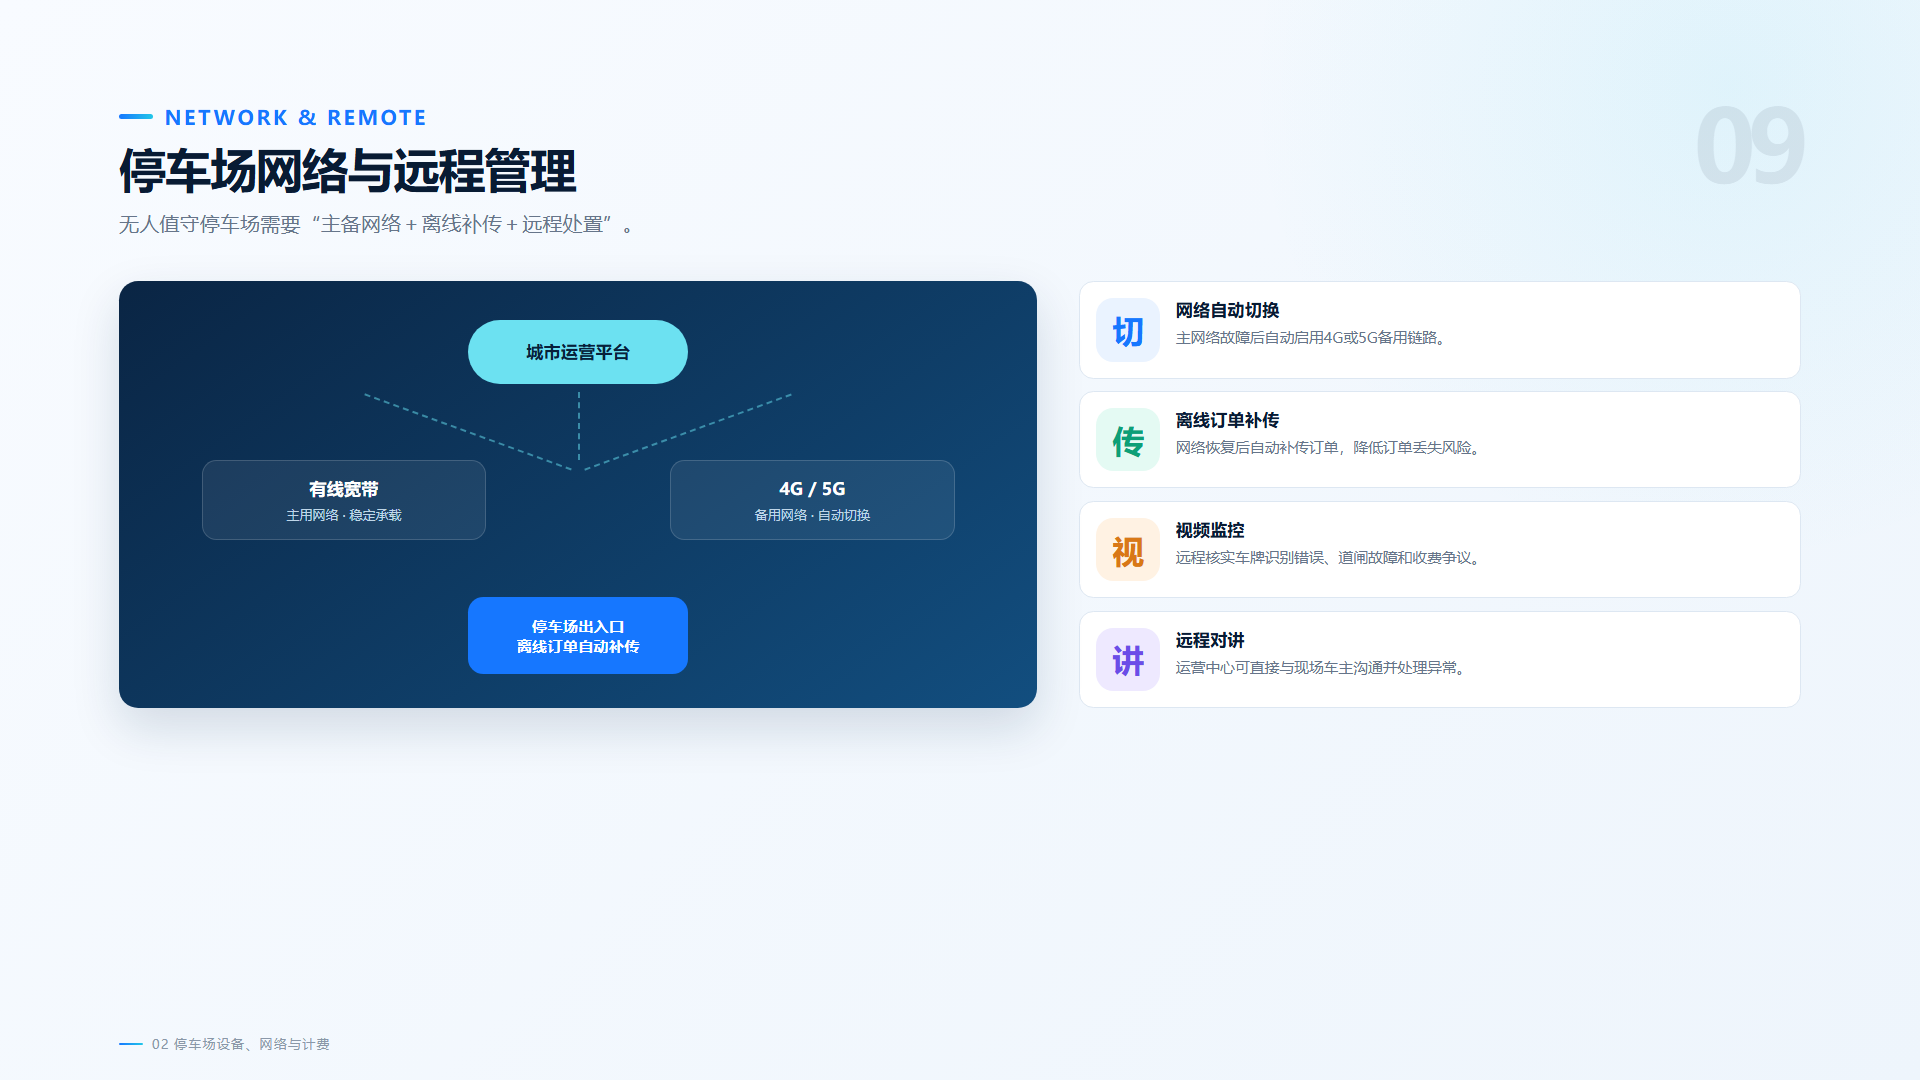 NETWORK & REMOTE
09
停车场网络与远程管理
无人值守停车场需要“主备网络 + 离线补传 + 远程处置”。
城市运营平台
有线宽带
主用网络 · 稳定承载
4G / 5G
备用网络 · 自动切换
停车场出入口
离线订单自动补传
切
网络自动切换
主网络故障后自动启用4G或5G备用链路。
传
离线订单补传
网络恢复后自动补传订单，降低订单丢失风险。
视
视频监控
远程核实车牌识别错误、道闸故障和收费争议。
讲
远程对讲
运营中心可直接与现场车主沟通并处理异常。
02 停车场设备、网络与计费